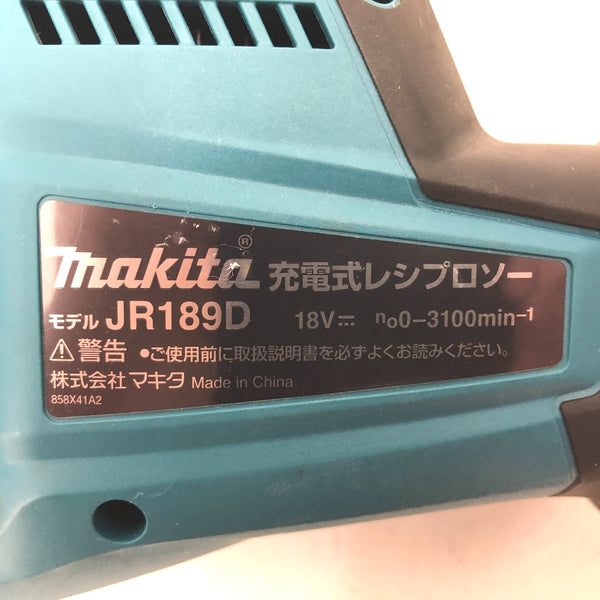 makita® 充電式レシプロソー
モデル JR189D 18V⎓ n₀0−3100min⁻¹
⚠警告 •ご使用前に取扱説明書を必ずよくお読みください。
株式会社 マキタ Made in China
858X41A2